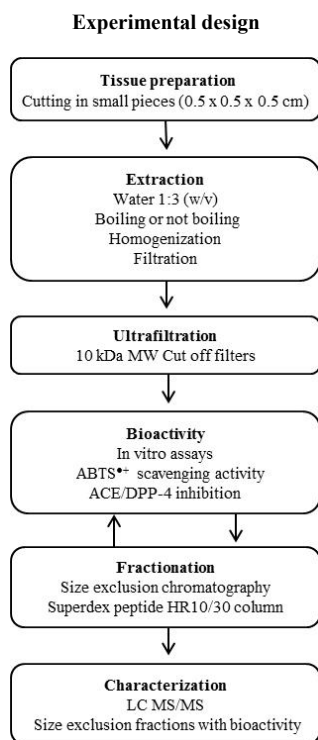 Experimental design
Tissue preparation
Cutting in small pieces (0.5 x 0.5 x 0.5 cm)
Extraction
Water 1:3 (w/v)
Boiling or not boiling
Homogenization
Filtration
Ultrafiltration
10 kDa MW Cut off filters
Bioactivity
In vitro assays
ABTS•+ scavenging activity
ACE/DPP-4 inhibition
Fractionation
Size exclusion chromatography
Superdex peptide HR10/30 column
Characterization
LC MS/MS
Size exclusion fractions with bioactivity